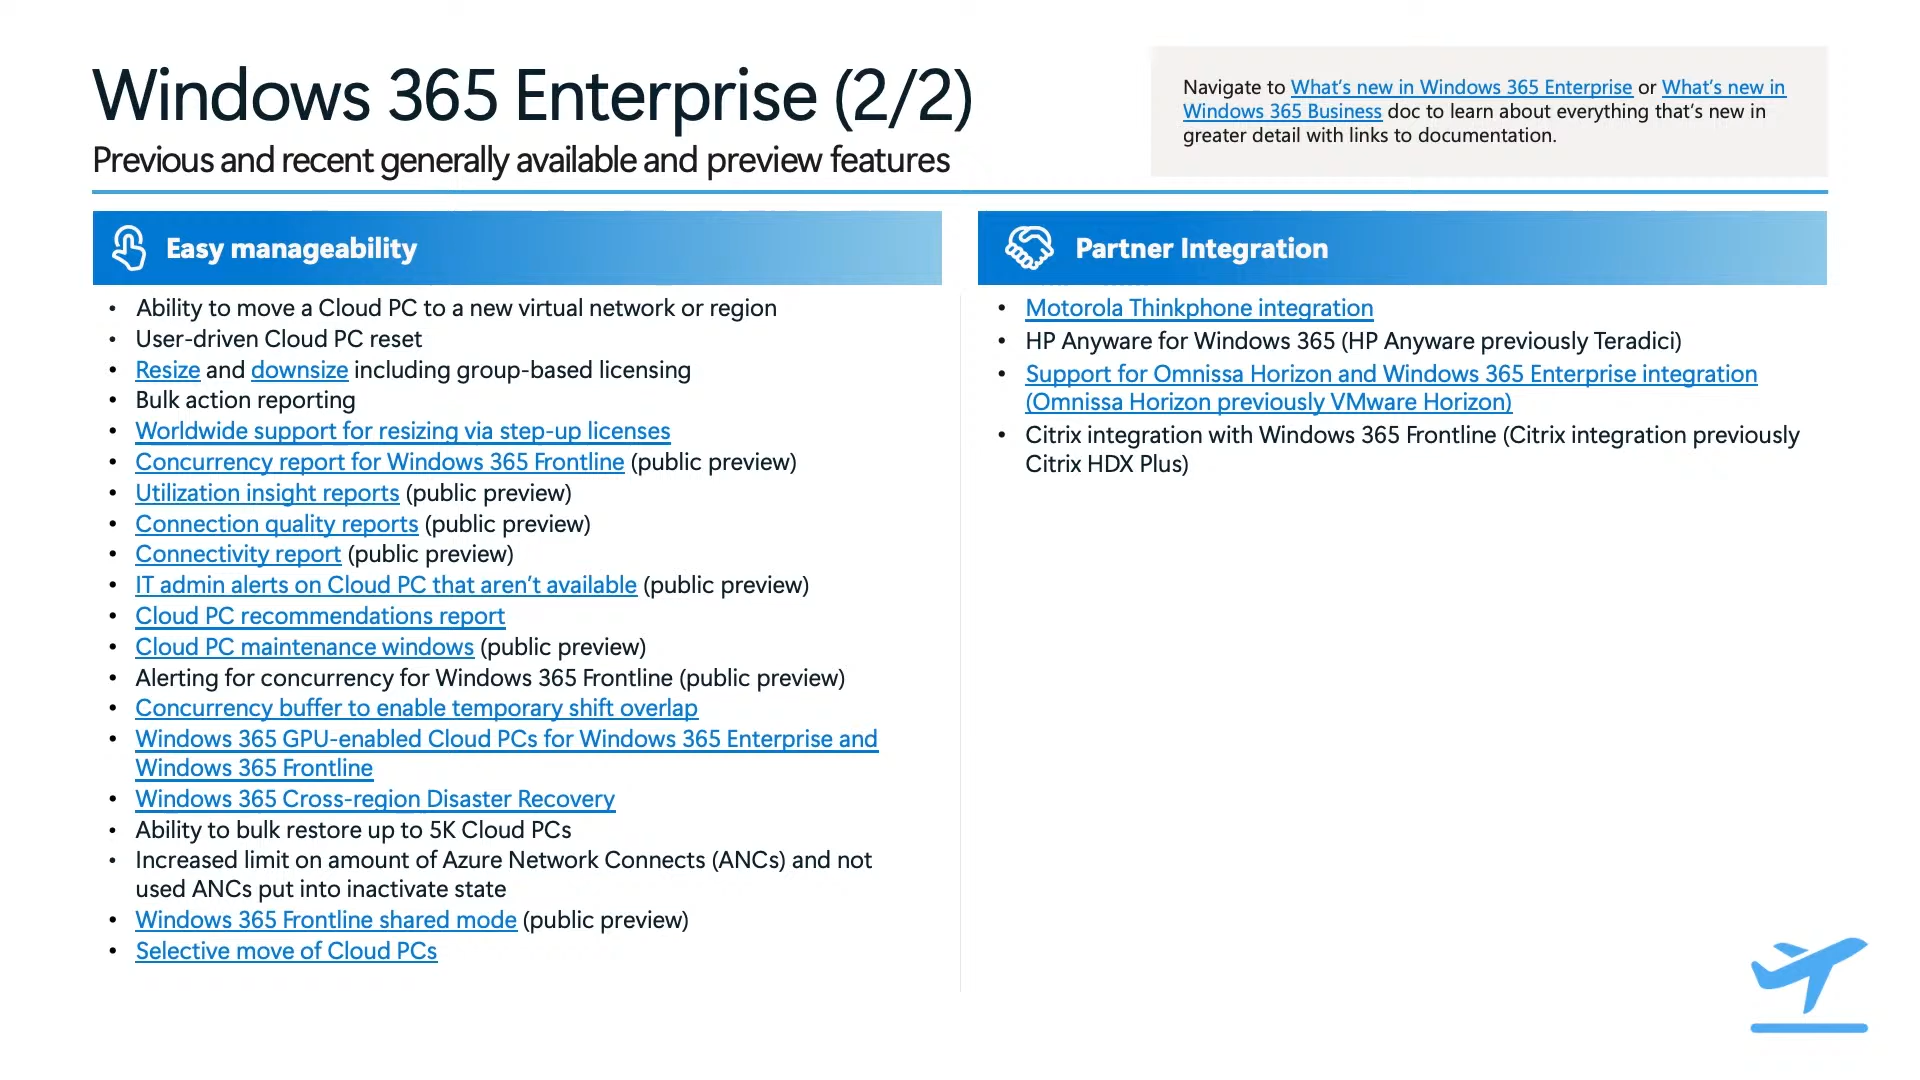 Windows 365 Enterprise (2/2)
Previous and recent generally available and preview features
Navigate to What's new in Windows 365 Enterprise or What's new in
Windows 365 Business doc to learn about everything that's new in
greater detail with links to documentation.
Easy manageability
• Ability to move a Cloud PC to a new virtual network or region
• User-driven Cloud PC reset
• Resize and downsize including group-based licensing
• Bulk action reporting
• Worldwide support for resizing via step-up licenses
• Concurrency report for Windows 365 Frontline (public preview)
• Utilization insight reports (public preview)
• Connection quality reports (public preview)
• Connectivity report (public preview)
• IT admin alerts on Cloud PC that aren't available (public preview)
• Cloud PC recommendations report
• Cloud PC maintenance windows (public preview)
• Alerting for concurrency for Windows 365 Frontline (public preview)
• Concurrency buffer to enable temporary shift overlap
• Windows 365 GPU-enabled Cloud PCs for Windows 365 Enterprise and
Windows 365 Frontline
• Windows 365 Cross-region Disaster Recovery
• Ability to bulk restore up to 5K Cloud PCs
• Increased limit on amount of Azure Network Connects (ANCs) and not
used ANCs put into inactivate state
• Windows 365 Frontline shared mode (public preview)
• Selective move of Cloud PCs
Partner Integration
• Motorola Thinkphone integration
• HP Anyware for Windows 365 (HP Anyware previously Teradici)
• Support for Omnissa Horizon and Windows 365 Enterprise integration
(Omnissa Horizon previously VMware Horizon)
• Citrix integration with Windows 365 Frontline (Citrix integration previously
Citrix HDX Plus)